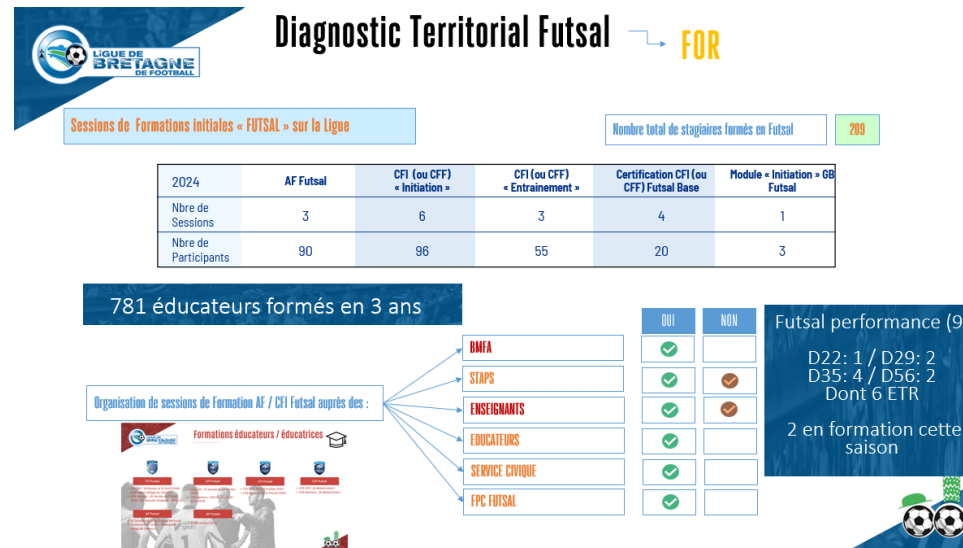 Diagnostic Territorial Futsal
FOR
LIGUE DE
BRETAGNE
DE FOOTBALL
Sessions de Formations initiales « FUTSAL » sur la Ligue
Nombre total de stagiaires formés en Futsal
209
2024
AF Futsal
CFI (ou CFF)
« Initiation »
CFI (ou CFF)
« Entrainement »
Certification CFI (ou
CFF) Futsal Base
Module « Initiation » GB
Futsal
Nbre de
Sessions
3
6
3
4
1
Nbre de
Participants
90
96
55
20
3
781 éducateurs formés en 3 ans
OUI
NON
BMFA
STAPS
ENSEIGNANTS
EDUCATEURS
SERVICE CIVIQUE
FPC FUTSAL
Organisation de sessions de Formation AF / CFI Futsal auprès des :
Futsal performance (9
D22: 1 / D29: 2
D35: 4 / D56: 2
Dont 6 ETR
2 en formation cette
saison
BRETAGNE
Formations éducateurs / éducatrices